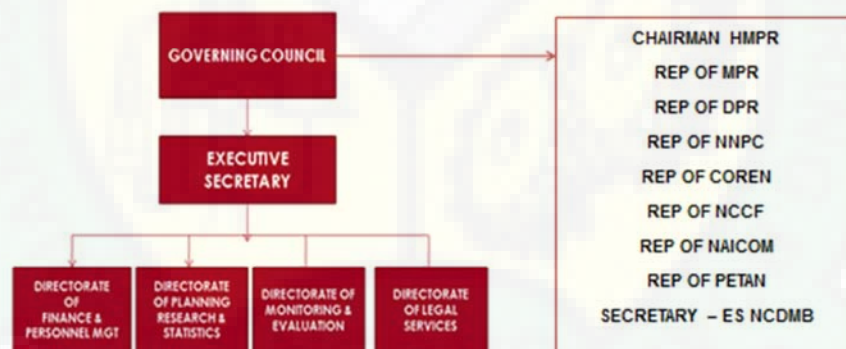 GOVERNING COUNCIL
EXECUTIVE
SECRETARY
DIRECTORATE
OF
FINANCE &
PERSONNEL MGT
DIRECTORATE
OF PLANNING
RESEARCH &
STATISTICS
DIRECTORATE OF
MONITORING &
EVALUATION
DIRECTORATE
OF LEGAL
SERVICES
CHAIRMAN HMPR
REP OF MPR
REP OF DPR
REP OF NNPC
REP OF COREN
REP OF NCCF
REP OF NAICOM
REP OF PETAN
SECRETARY – ES NCDMB